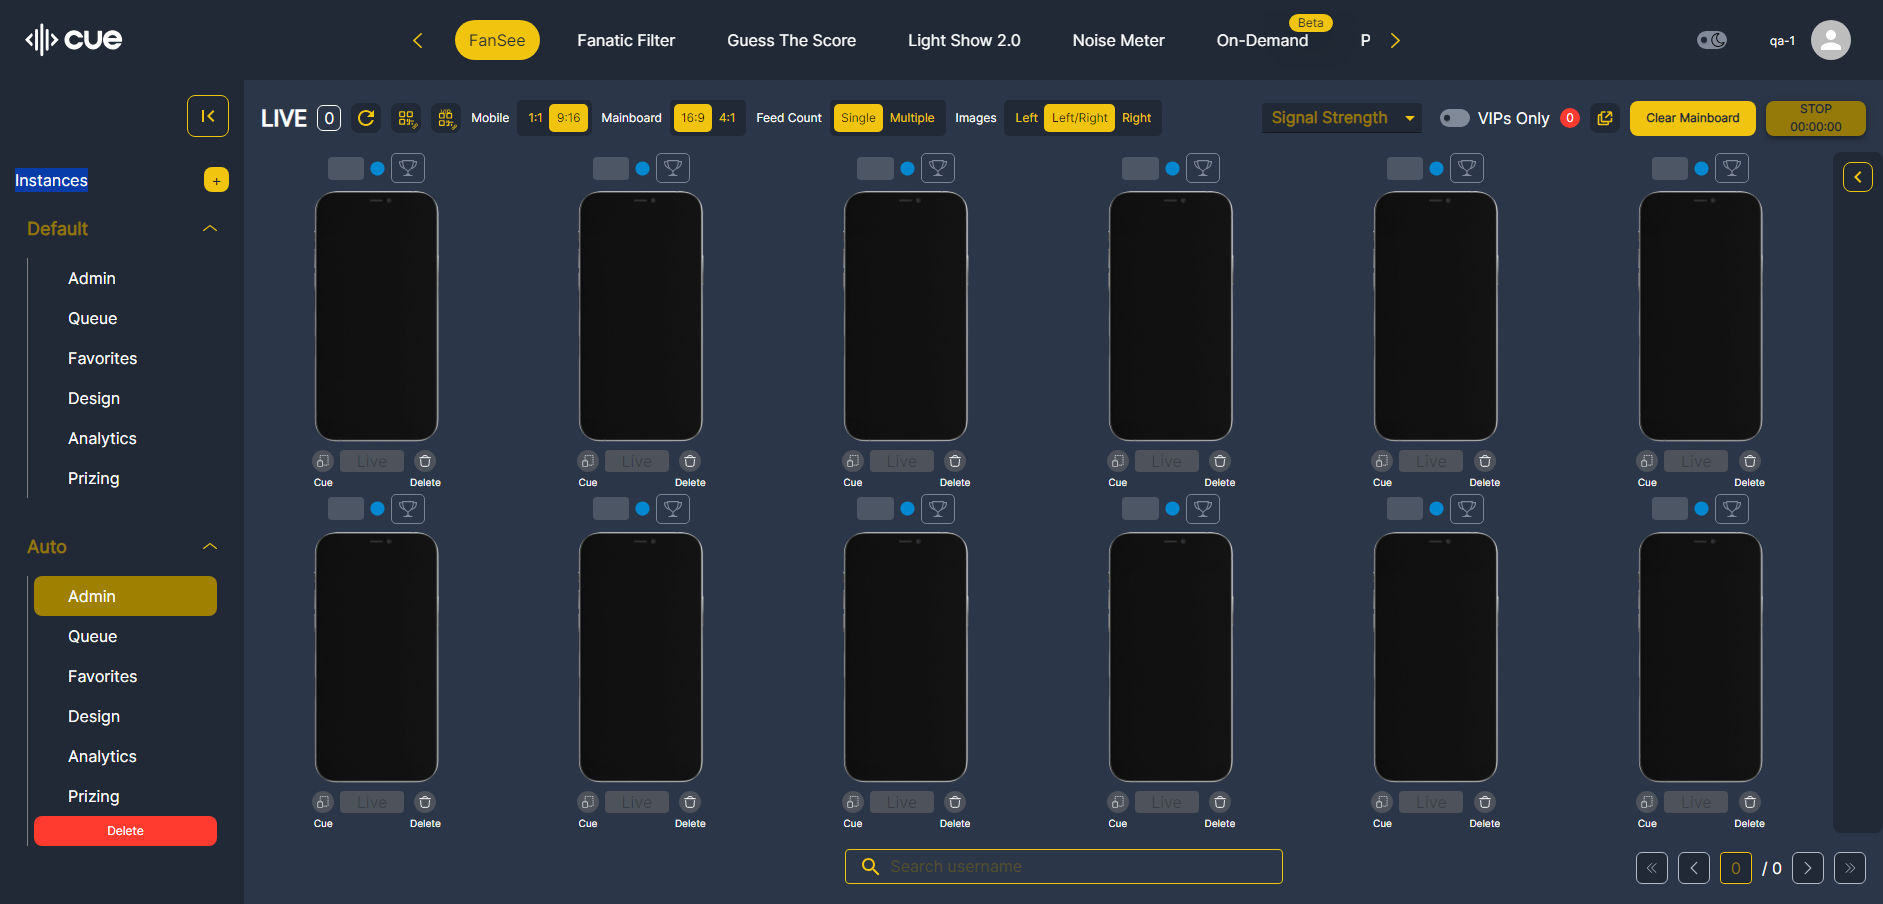 cue
FanSee
Fanatic Filter
Guess The Score
Light Show 2.0
Noise Meter
On-Demand
Beta
P
qa-1
LIVE 0
Mobile 1:1 9:16
Mainboard 16:9 4:1
Feed Count Single Multiple
Images Left Left/Right Right
Signal Strength
VIPs Only 0
Clear Mainboard
STOP
00:00:00
Instances +
Default
Admin
Queue
Favorites
Design
Analytics
Prizing
Auto
Admin
Queue
Favorites
Design
Analytics
Prizing
Delete
Live Live Live Live Live Live
Cue Delete Cue Delete Cue Delete Cue Delete Cue Delete Cue Delete
Live Live Live Live Live Live
Cue Delete Cue Delete Cue Delete Cue Delete Cue Delete Cue Delete
Search username
0 / 0